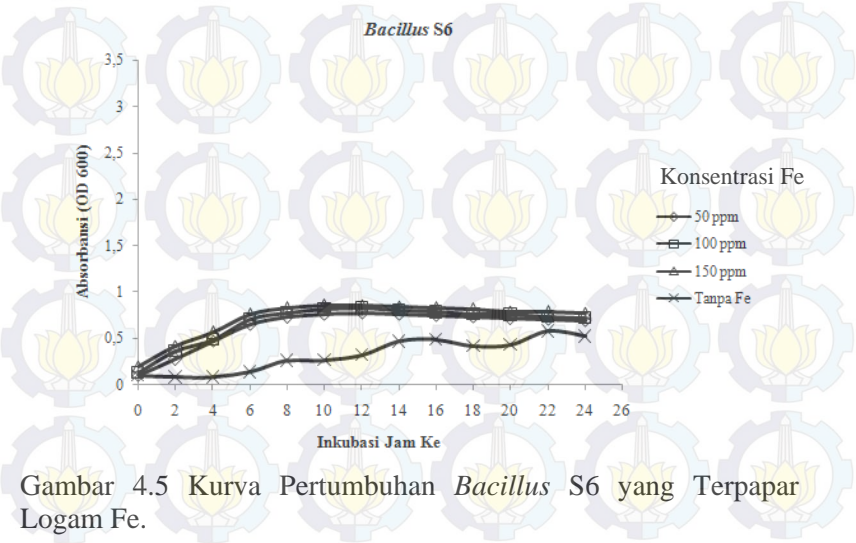 Bacillus S6
3,5
3
2,5
2
1,5
1
0,5
0
Absorbansi (OD 600)
0 2 4 6 8 10 12 14 16 18 20 22 24 26
Inkubasi Jam Ke
Konsentrasi Fe
50 ppm
100 ppm
150 ppm
Tanpa Fe
Gambar 4.5 Kurva Pertumbuhan Bacillus S6 yang Terpapar
Logam Fe.